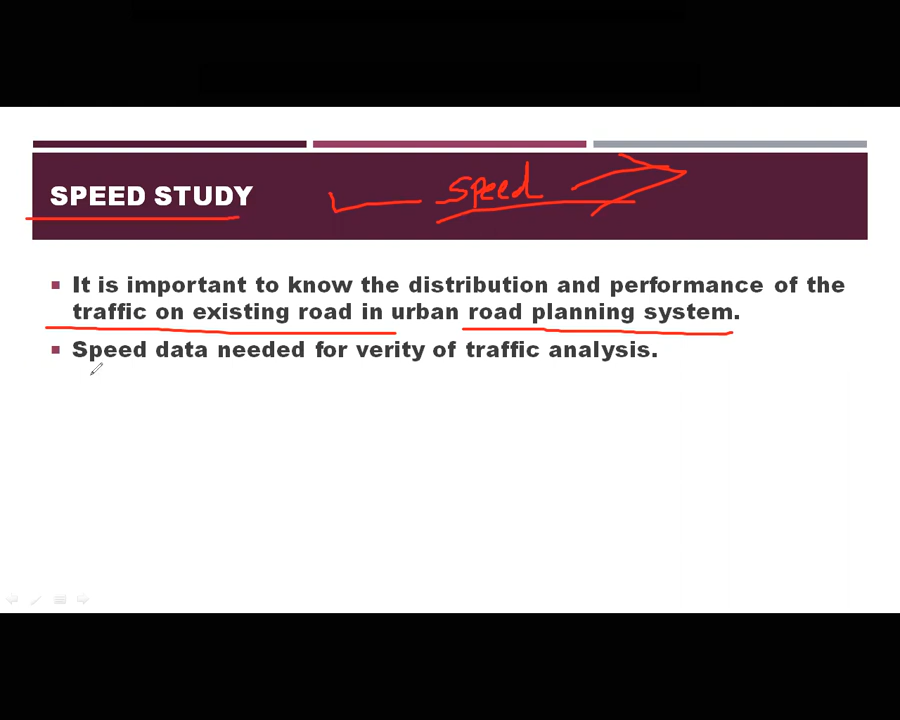 SPEED STUDY
Speed
It is important to know the distribution and performance of the
traffic on existing road in urban road planning system.
Speed data needed for verity of traffic analysis.